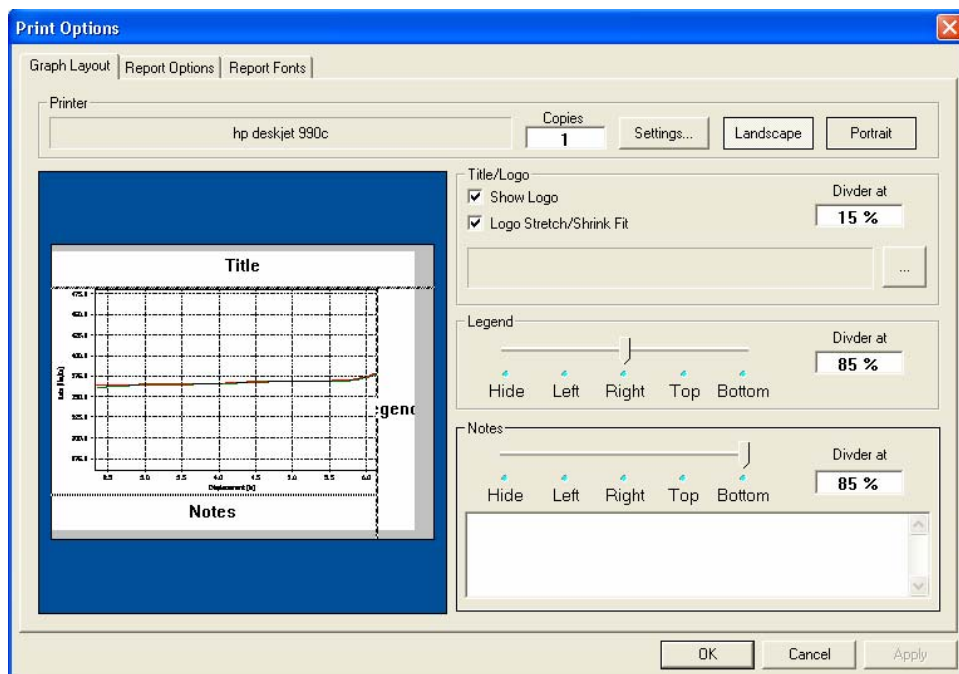 Print Options
Graph Layout Report Options Report Fonts
Printer
hp deskjet 990c
Copies
1
Settings...
Landscape
Portrait
Title/Logo
Show Logo
Logo Stretch/Shrink Fit
Divder at
15 %
...
Title
egend
Notes
Legend
Divder at
85 %
Hide Left Right Top Bottom
Notes
Divder at
85 %
Hide Left Right Top Bottom
OK Cancel Apply